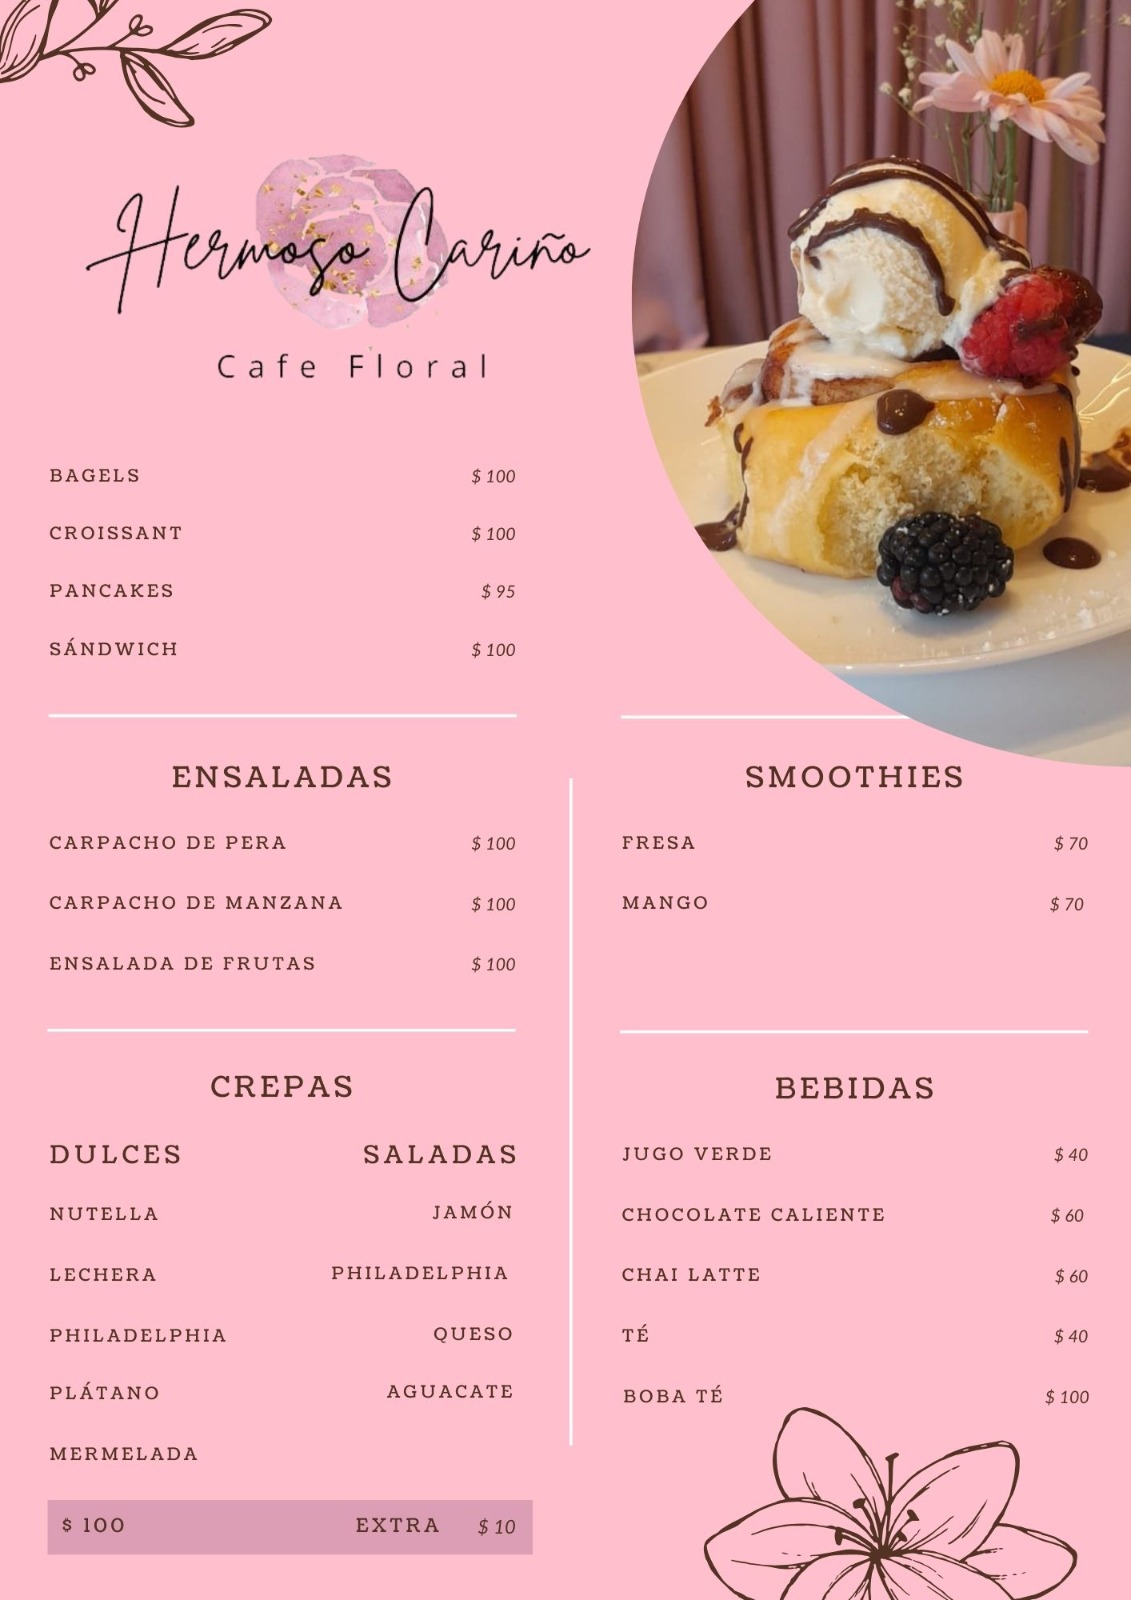 Hermoso Cariño
Cafe Floral
BAGELS $ 100
CROISSANT $ 100
PANCAKES $ 95
SÁNDWICH $ 100
ENSALADAS
CARPACHO DE PERA $ 100
CARPACHO DE MANZANA $ 100
ENSALADA DE FRUTAS $ 100
SMOOTHIES
FRESA $ 70
MANGO $ 70
CREPAS
DULCES SALADAS
NUTELLA JAMÓN
LECHERA PHILADELPHIA
PHILADELPHIA QUESO
PLÁTANO AGUACATE
MERMELADA
$ 100 EXTRA $ 10
BEBIDAS
JUGO VERDE $ 40
CHOCOLATE CALIENTE $ 60
CHAI LATTE $ 60
TÉ $ 40
BOBA TÉ $ 100